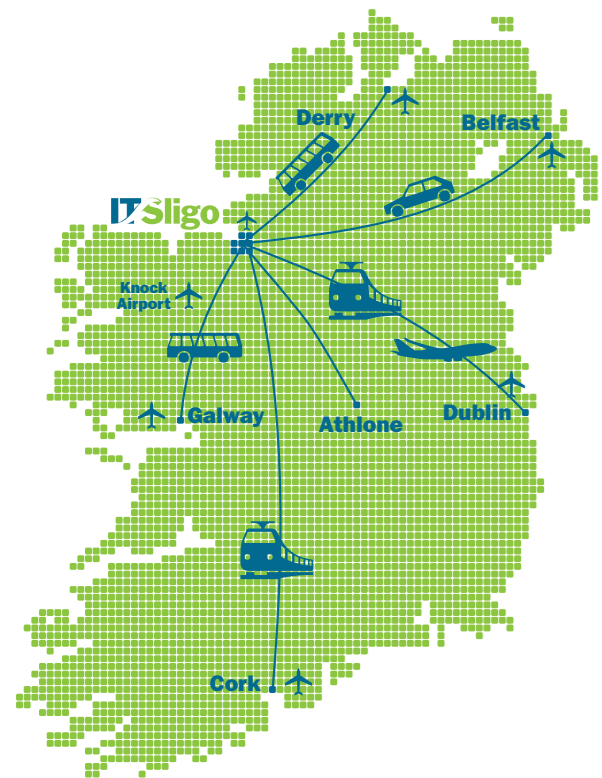 Derry
Belfast
IT Sligo
Knock
Airport
Galway
Athlone
Dublin
Cork